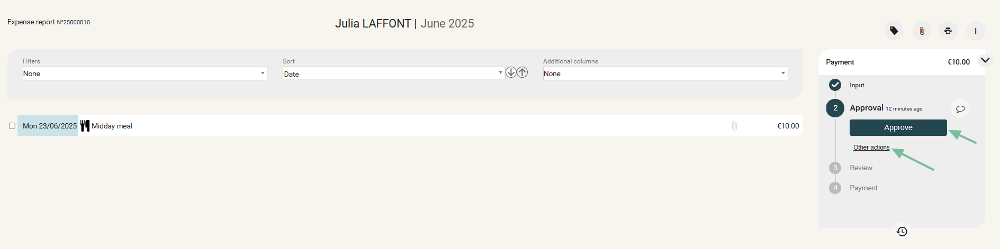 Expense report N°25000010
Julia LAFFONT | June 2025
Filters
None
Sort
Date
Additional columns
None
Mon 23/06/2025 Midday meal €10.00
Payment €10.00
Input
2 Approval 12 minutes ago
Approve
Other actions
3 Review
4 Payment